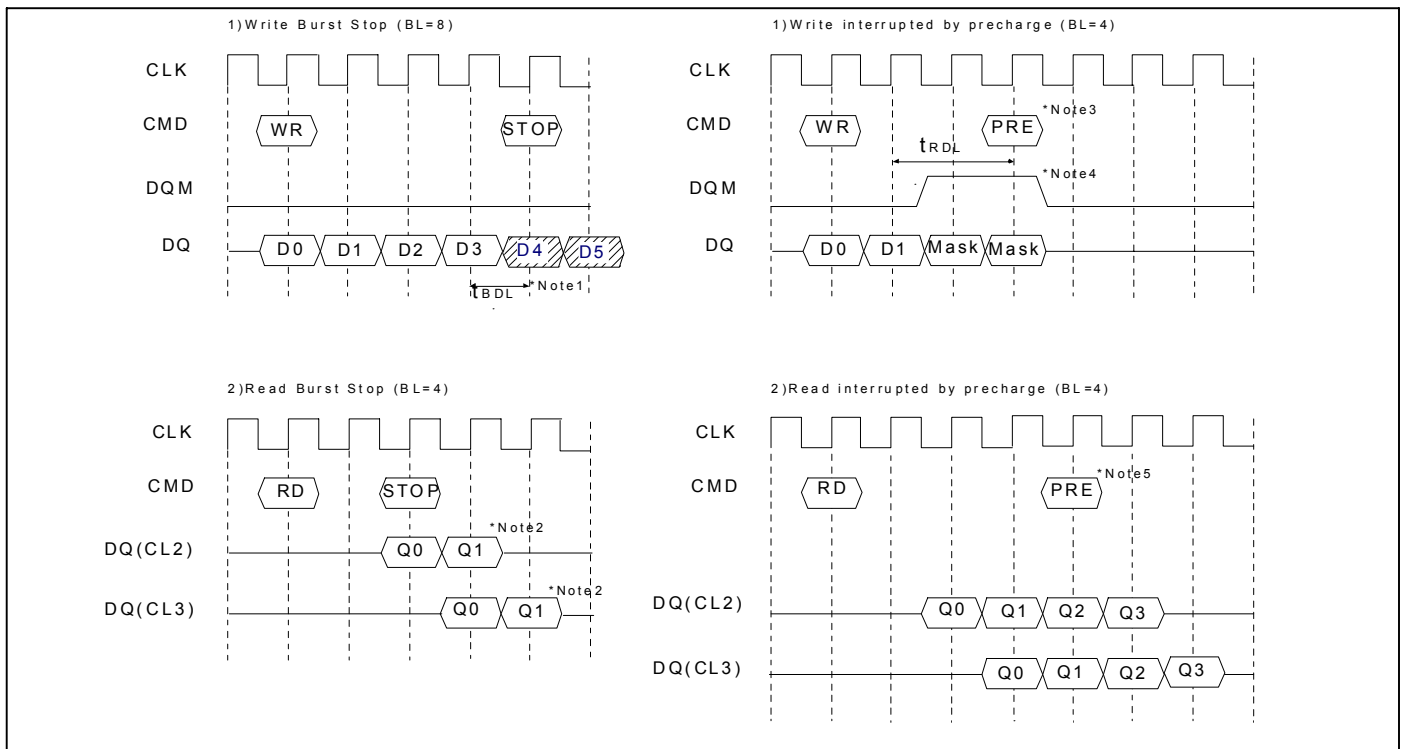 1)Write Burst Stop (BL=8)
CLK
CMD
WR
STOP
DQM
DQ
D0
D1
D2
D3
D4
D5
tBDL
*Note1
1)Write interrupted by precharge (BL=4)
CLK
CMD
WR
PRE
*Note3
tRDL
DQM
*Note4
DQ
D0
D1
Mask
Mask
2)Read Burst Stop (BL=4)
CLK
CMD
RD
STOP
*Note2
DQ(CL2)
Q0
Q1
*Note2
DQ(CL3)
Q0
Q1
2)Read interrupted by precharge (BL=4)
CLK
CMD
RD
PRE
*Note5
DQ(CL2)
Q0
Q1
Q2
Q3
DQ(CL3)
Q0
Q1
Q2
Q3